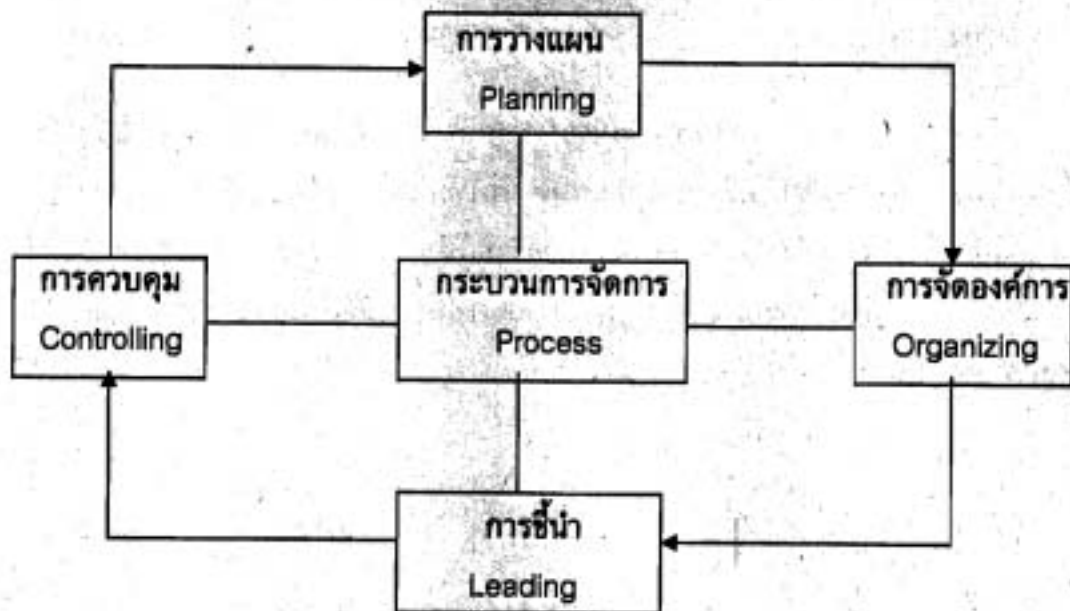 การวางแผน
Planning
การควบคุม
Controlling
กระบวนการจัดการ
Process
การจัดองค์การ
Organizing
การชี้นำ
Leading